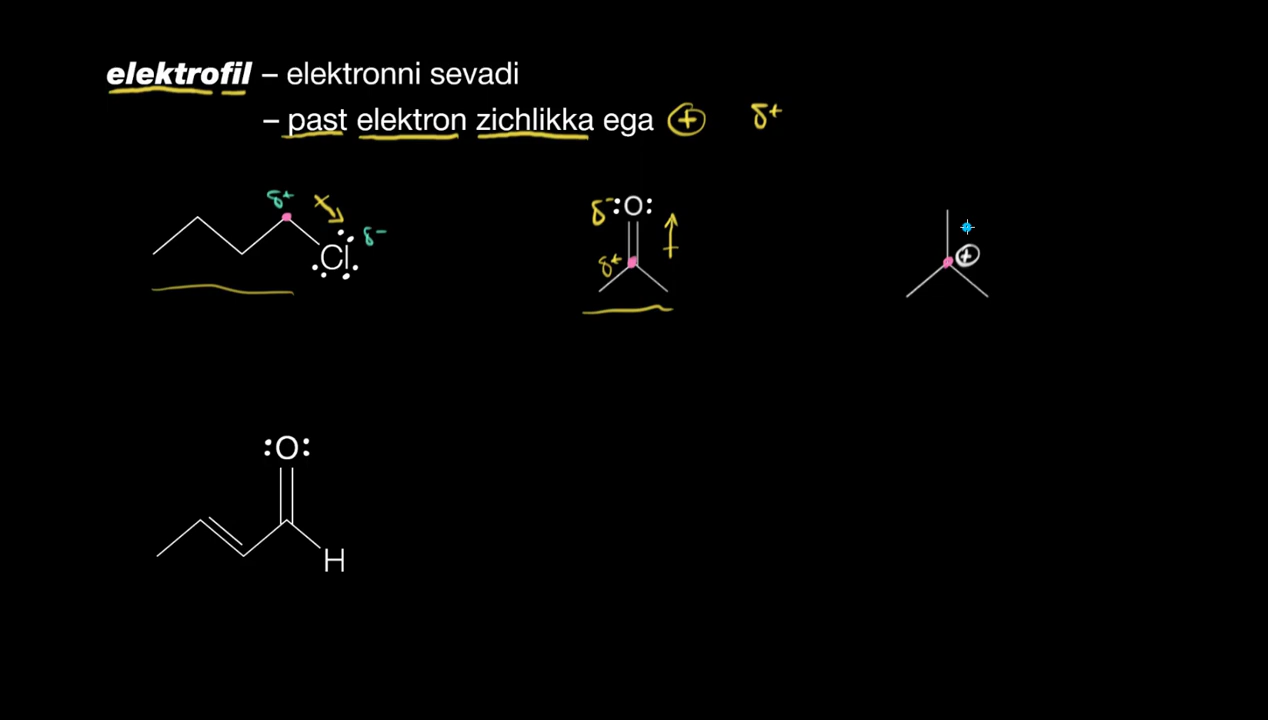 elektrofil – elektronni sevadi
– past elektron zichlikka ega ⊕ δ+
δ+
Cl
δ-
δ- :O:
δ+
⊕
:O:
H